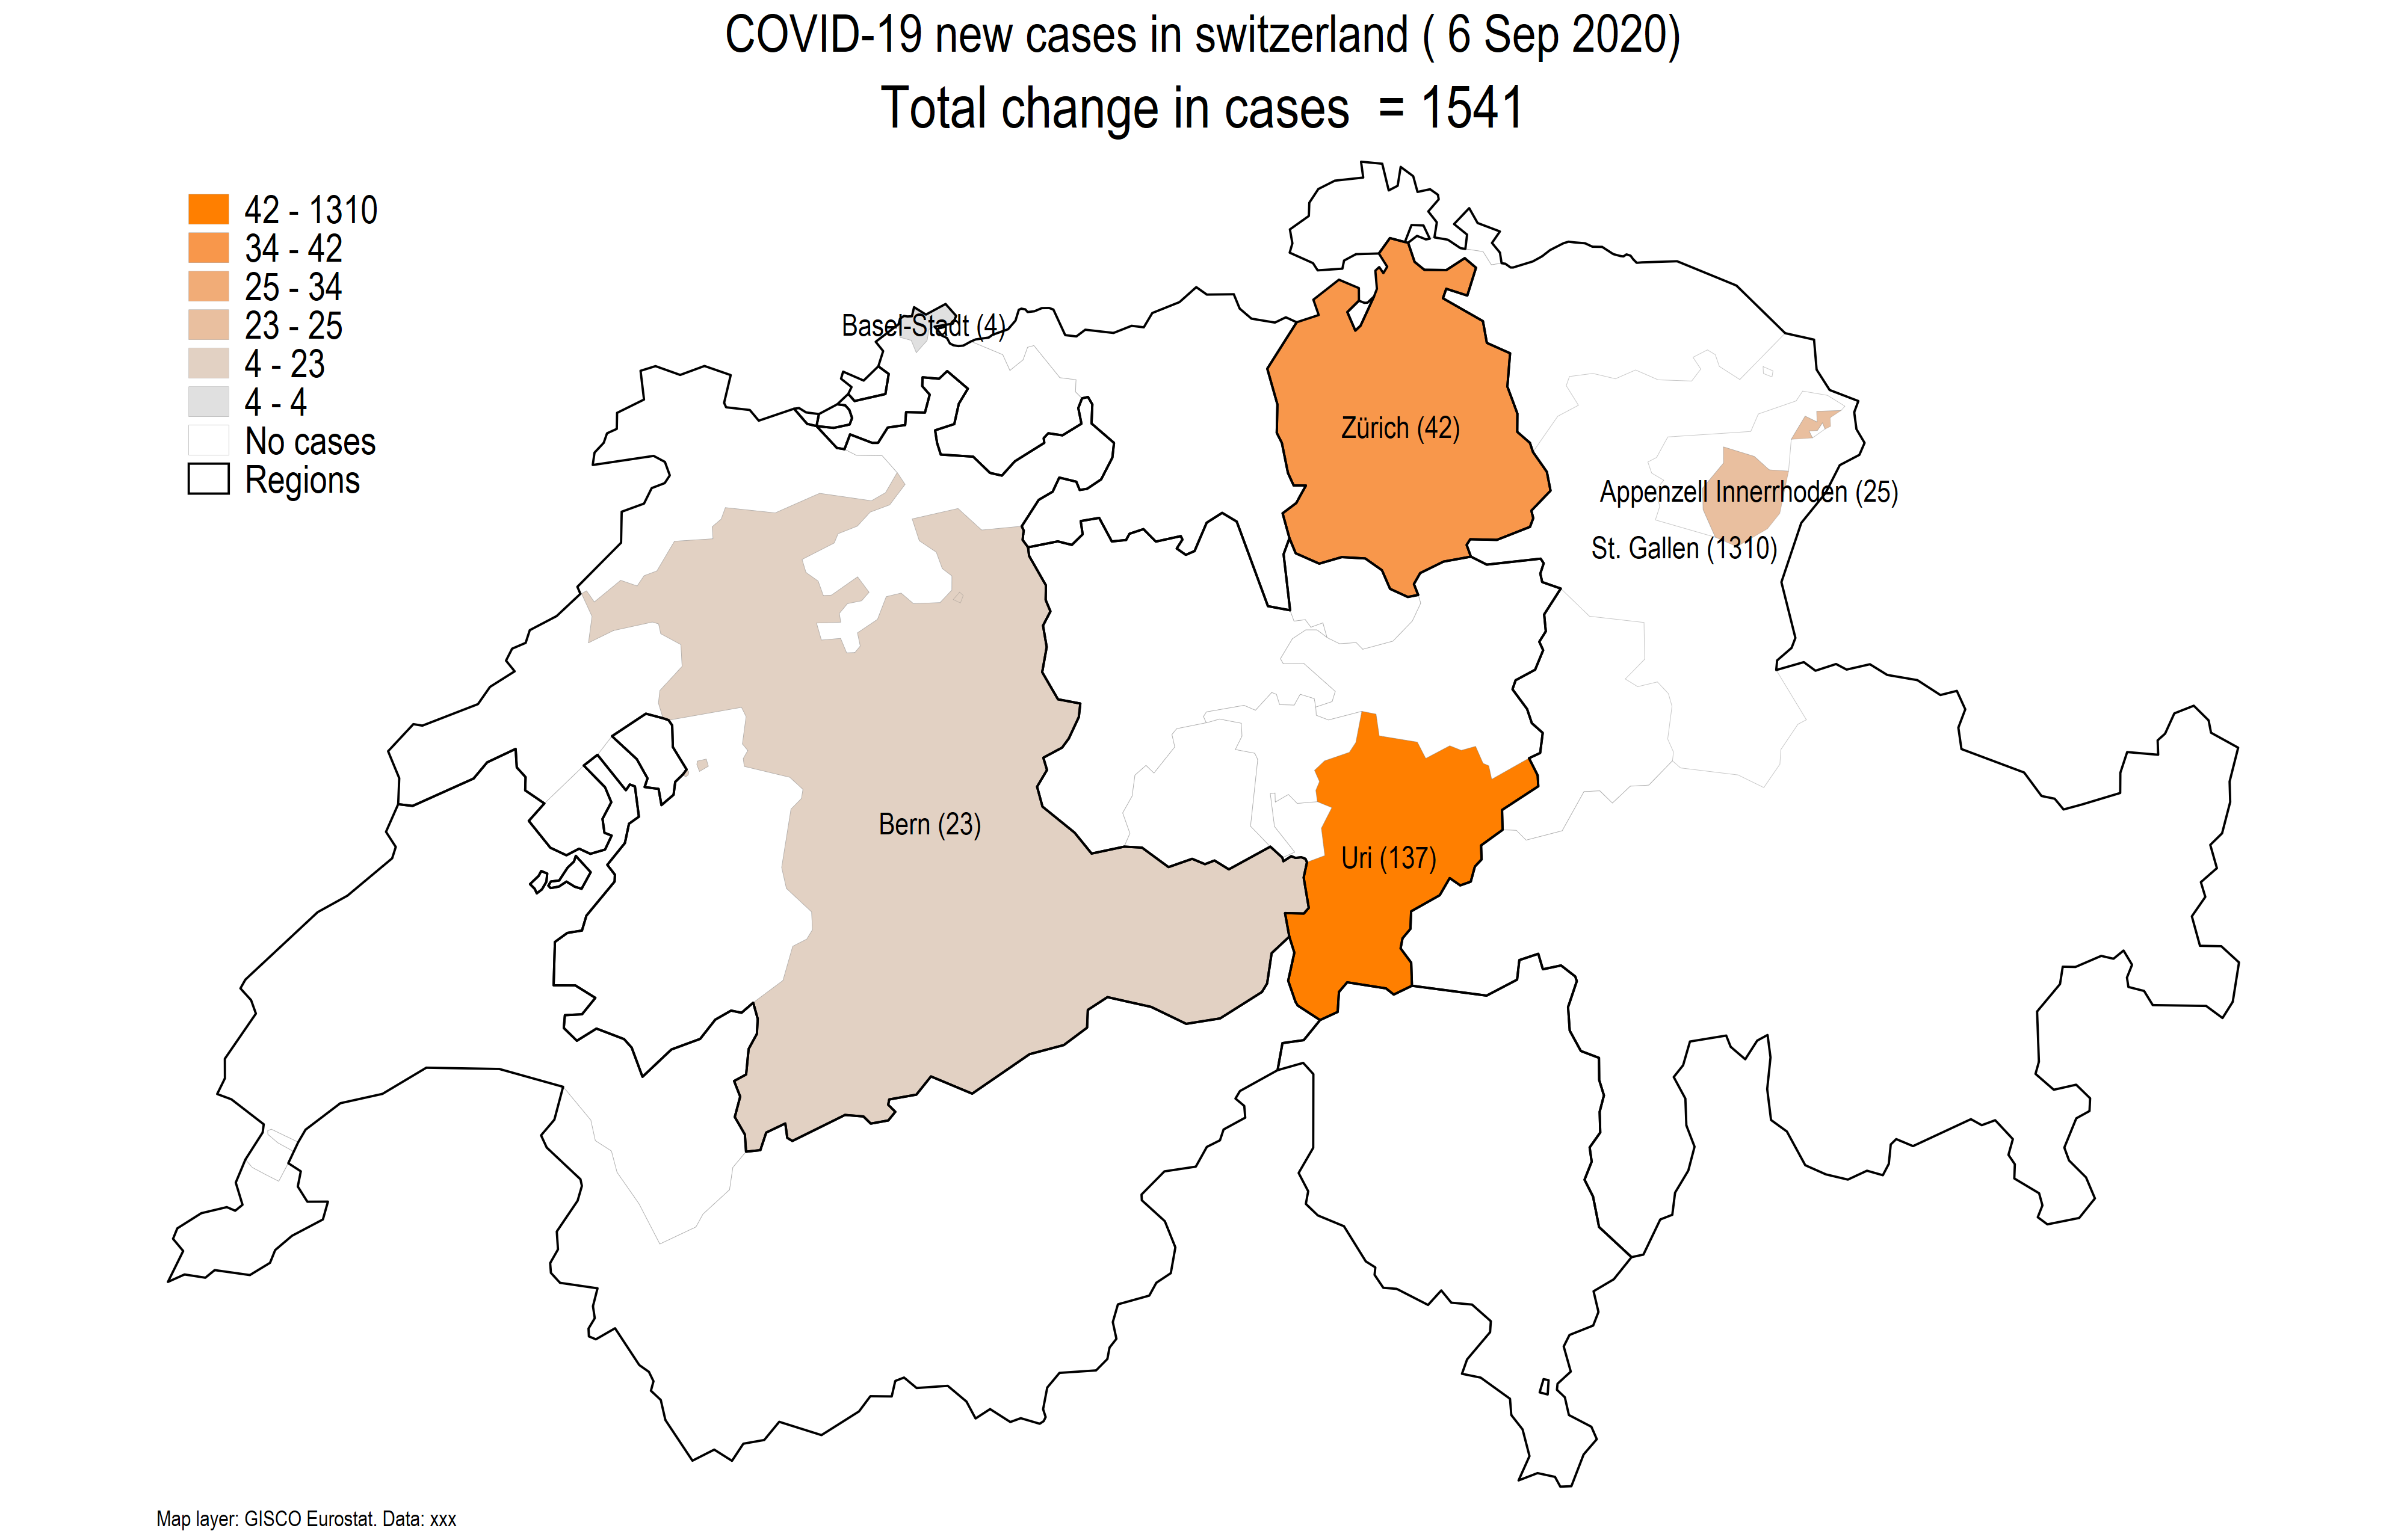 COVID-19 new cases in switzerland ( 6 Sep 2020)
Total change in cases  = 1541
42 - 1310
34 - 42
25 - 34
23 - 25
4 - 23
4 - 4
No cases
Regions
Basel-Stadt (4)
Zürich (42)
Appenzell Innerrhoden (25)
St. Gallen (1310)
Bern (23)
Uri (137)
Map layer: GISCO Eurostat. Data: xxx